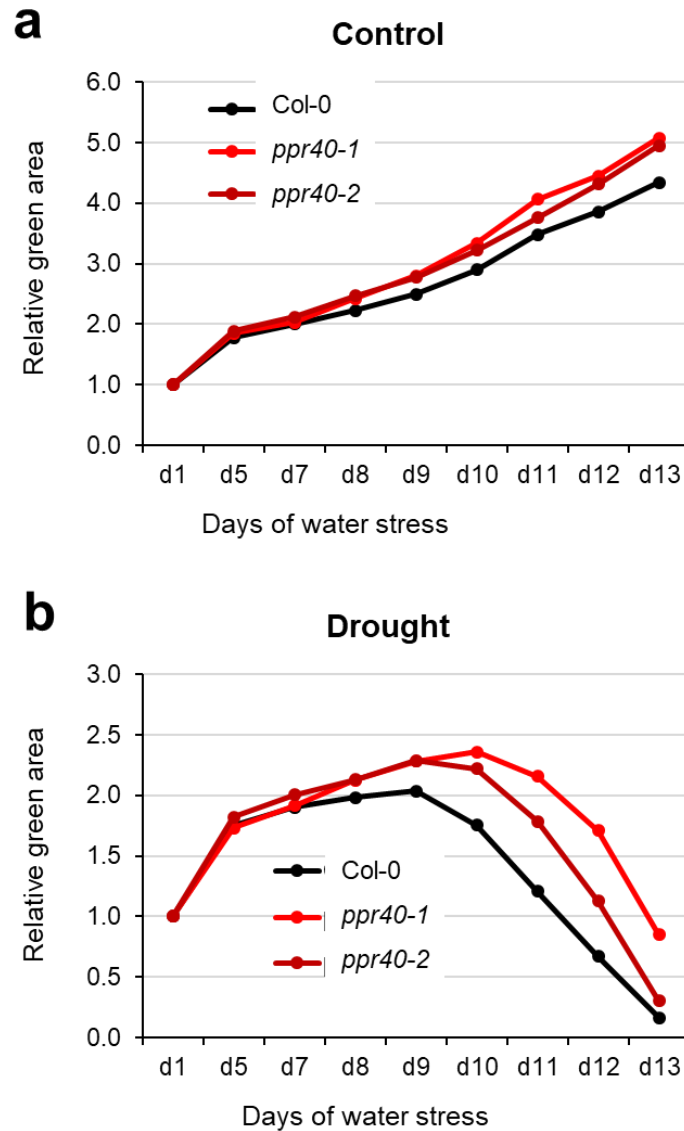 a
Control
6.0
5.0
4.0
3.0
2.0
1.0
0.0
Relative green area
Col-0
ppr40-1
ppr40-2
d1 d5 d7 d8 d9 d10 d11 d12 d13
Days of water stress
b
Drought
3.0
2.5
2.0
1.5
1.0
0.5
0.0
Relative green area
Col-0
ppr40-1
ppr40-2
d1 d5 d7 d8 d9 d10 d11 d12 d13
Days of water stress